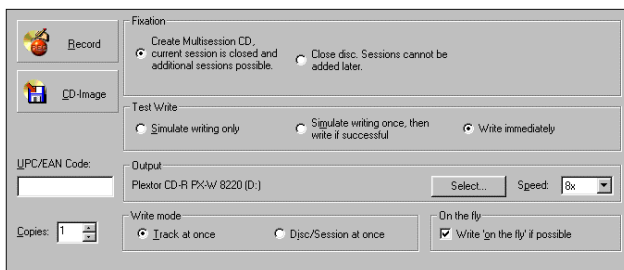 Fixation
Record
Create Multisession CD,
current session is closed and
additional sessions possible.
Close disc. Sessions cannot be
added later.
CD-Image
Test Write
Simulate writing only
Simulate writing once, then
write if successful
Write immediately
UPC/EAN Code:
Output
Plextor CD-R PX-W 8220 (D:)
Select...
Speed:
8x
Write mode
On the fly
Copies:
1
Track at once
Disc/Session at once
Write 'on the fly' if possible